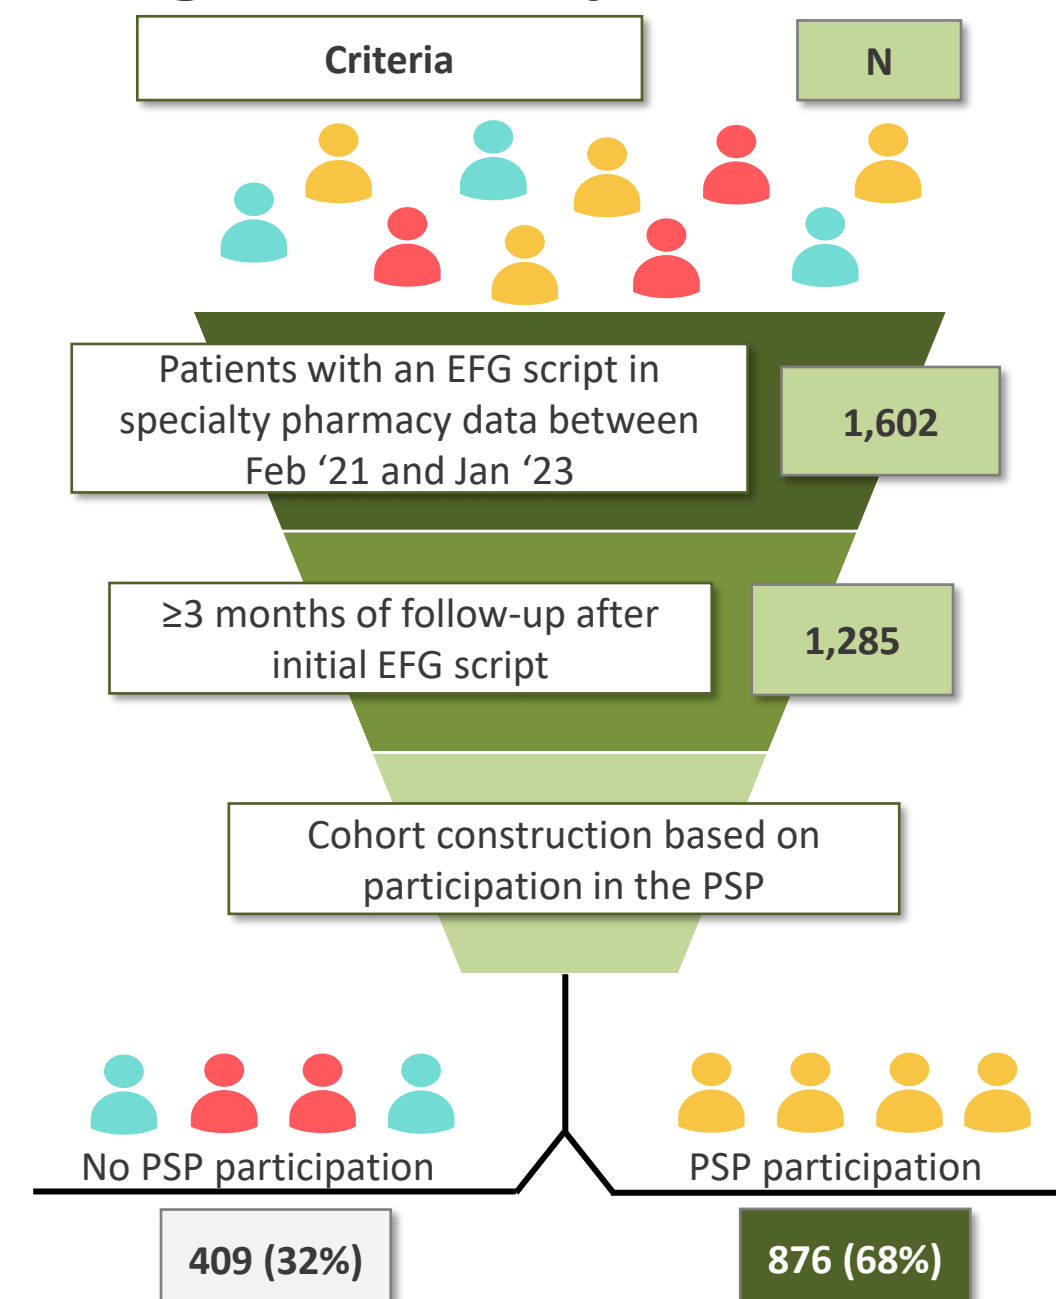 Criteria
N
Patients with an EFG script in
specialty pharmacy data between
Feb ‘21 and Jan ‘23
1,602
≥3 months of follow-up after
initial EFG script
1,285
Cohort construction based on
participation in the PSP
No PSP participation
PSP participation
409 (32%)
876 (68%)